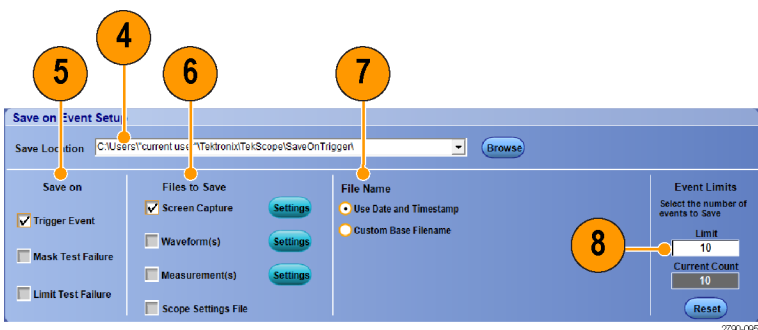 4
5
6
7
Save on Event Setup
Save Location C:\Users\"current user"\Tektronix\TekScope\SaveOnTrigger\ Browse
Save on
Trigger Event
Mask Test Failure
Limit Test Failure
Files to Save
Screen Capture Settings
Waveform(s) Settings
Measurement(s) Settings
Scope Settings File
File Name
Use Date and Timestamp
Custom Base Filename
8
Event Limits
Select the number of
events to Save
Limit
10
Current Count
10
Reset
2790-095